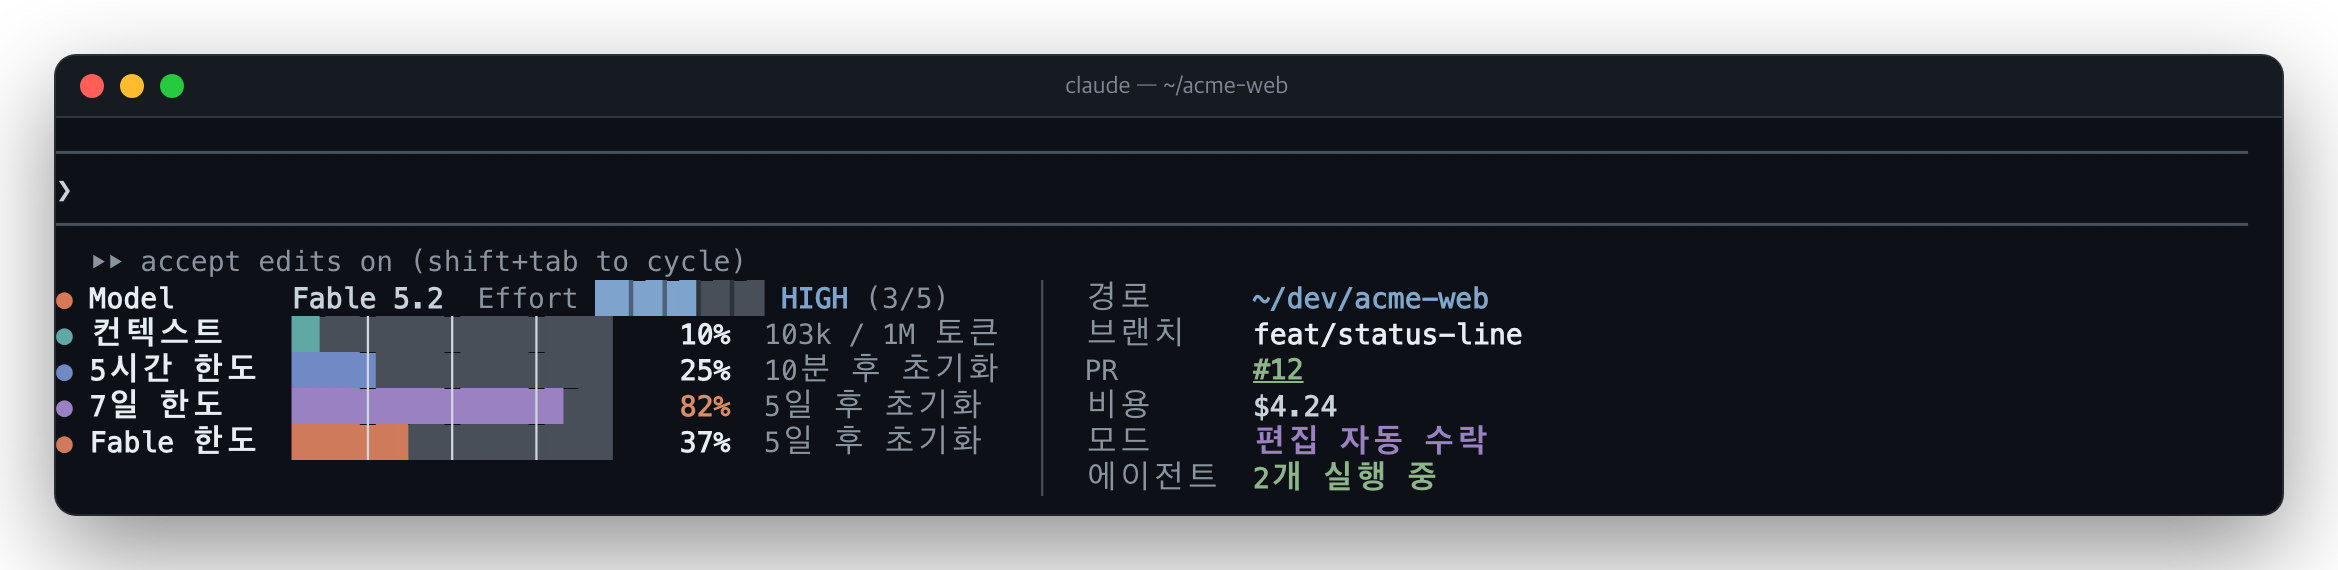 claude — ~/acme-web
❯
▸▸ accept edits on (shift+tab to cycle)
● Model Fable 5.2 Effort HIGH (3/5)
● 컨텍스트 10% 103k / 1M 토큰
● 5시간 한도 25% 10분 후 초기화
● 7일 한도 82% 5일 후 초기화
● Fable 한도 37% 5일 후 초기화
경로 ~/dev/acme-web
브랜치 feat/status-line
PR #12
비용 $4.24
모드 편집 자동 수락
에이전트 2개 실행 중